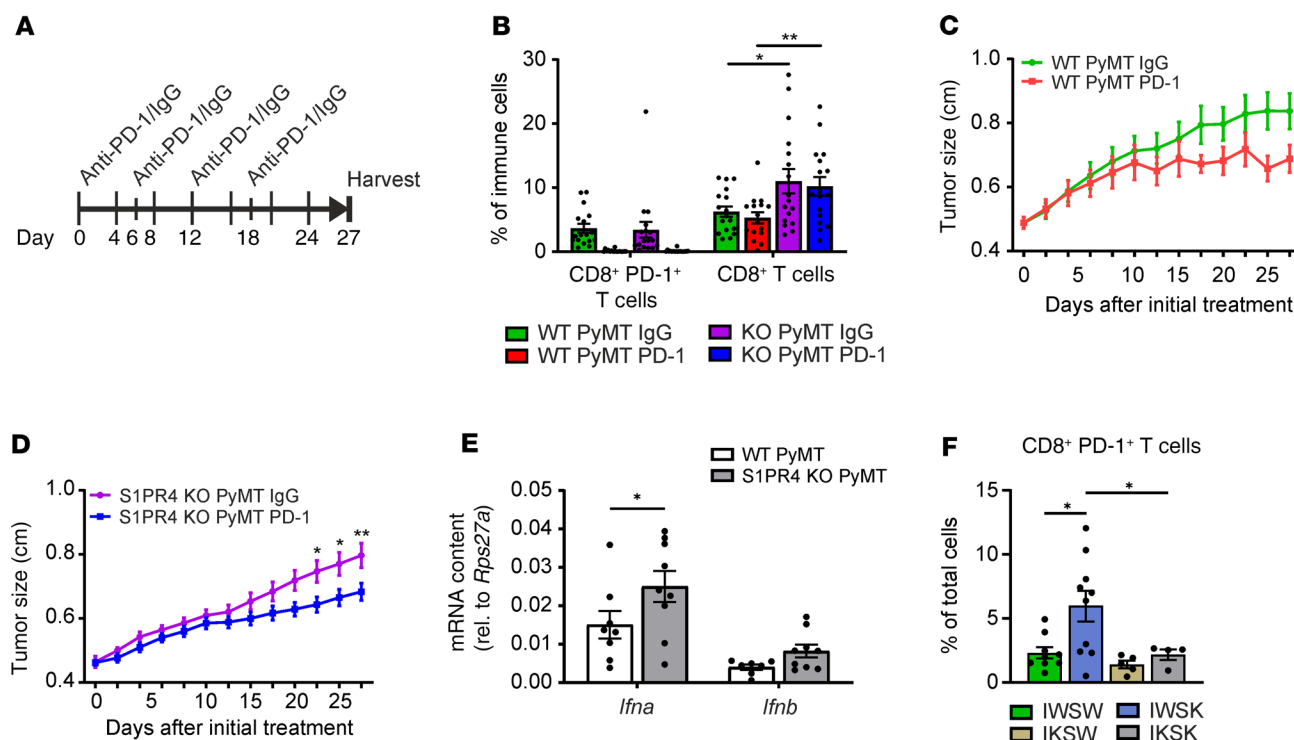 A
Anti-PD-1/IgG
Anti-PD-1/IgG
Anti-PD-1/IgG
Anti-PD-1/IgG
Harvest
Day 0 4 6 8 12 18 24 27
B
% of immune cells
30
20
10
0
* **
CD8+ PD-1+ T cells
CD8+ T cells
WT PyMT IgG
WT PyMT PD-1
KO PyMT IgG
KO PyMT PD-1
C
WT PyMT IgG
WT PyMT PD-1
Tumor size (cm)
1.0
0.8
0.6
0.4
0 5 10 15 20 25
Days after initial treatment
D
S1PR4 KO PyMT IgG
S1PR4 KO PyMT PD-1
Tumor size (cm)
0.8
0.6
0.4
* * **
0 5 10 15 20 25
Days after initial treatment
E
WT PyMT
S1PR4 KO PyMT
mRNA content
(rel. to Rps27a)
0.05
0.04
0.03
0.02
0.01
0.00
*
Ifna Ifnb
F
CD8+ PD-1+ T cells
% of total cells
15
10
5
0
* *
IWSW
IKSW
IWSK
IKSK